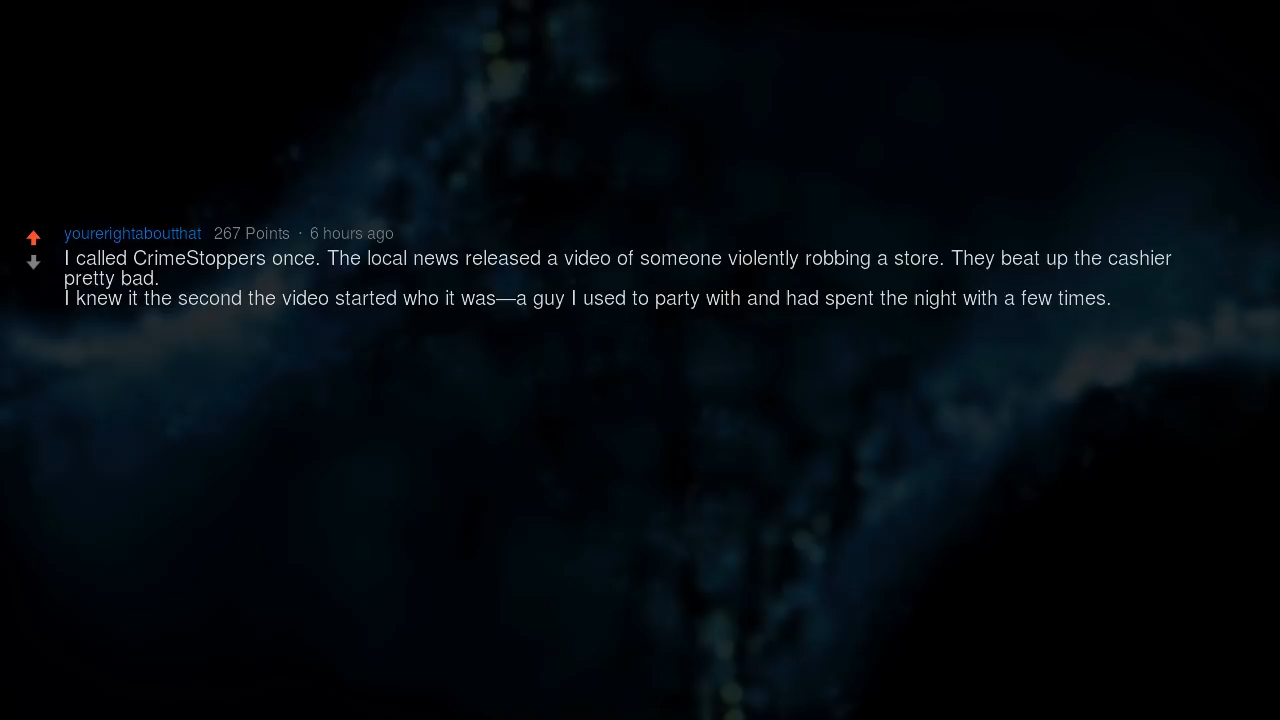 yourerightaboutthat 267 Points · 6 hours ago
I called CrimeStoppers once. The local news released a video of someone violently robbing a store. They beat up the cashier
pretty bad.
I knew it the second the video started who it was—a guy I used to party with and had spent the night with a few times.